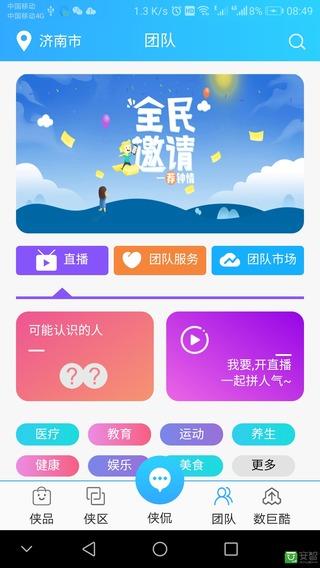 中国移动
中国移动4G
1.3 K/s
HD
4G
8%
08:49
济南市
团队
全民
邀请
一荐钟情
直播
团队服务
团队市场
可能认识的人
??
我要,开直播
一起拼人气~
医疗
教育
运动
养生
健康
娱乐
美食
更多
侠品
侠区
侠侃
团队
数巨酷
安智